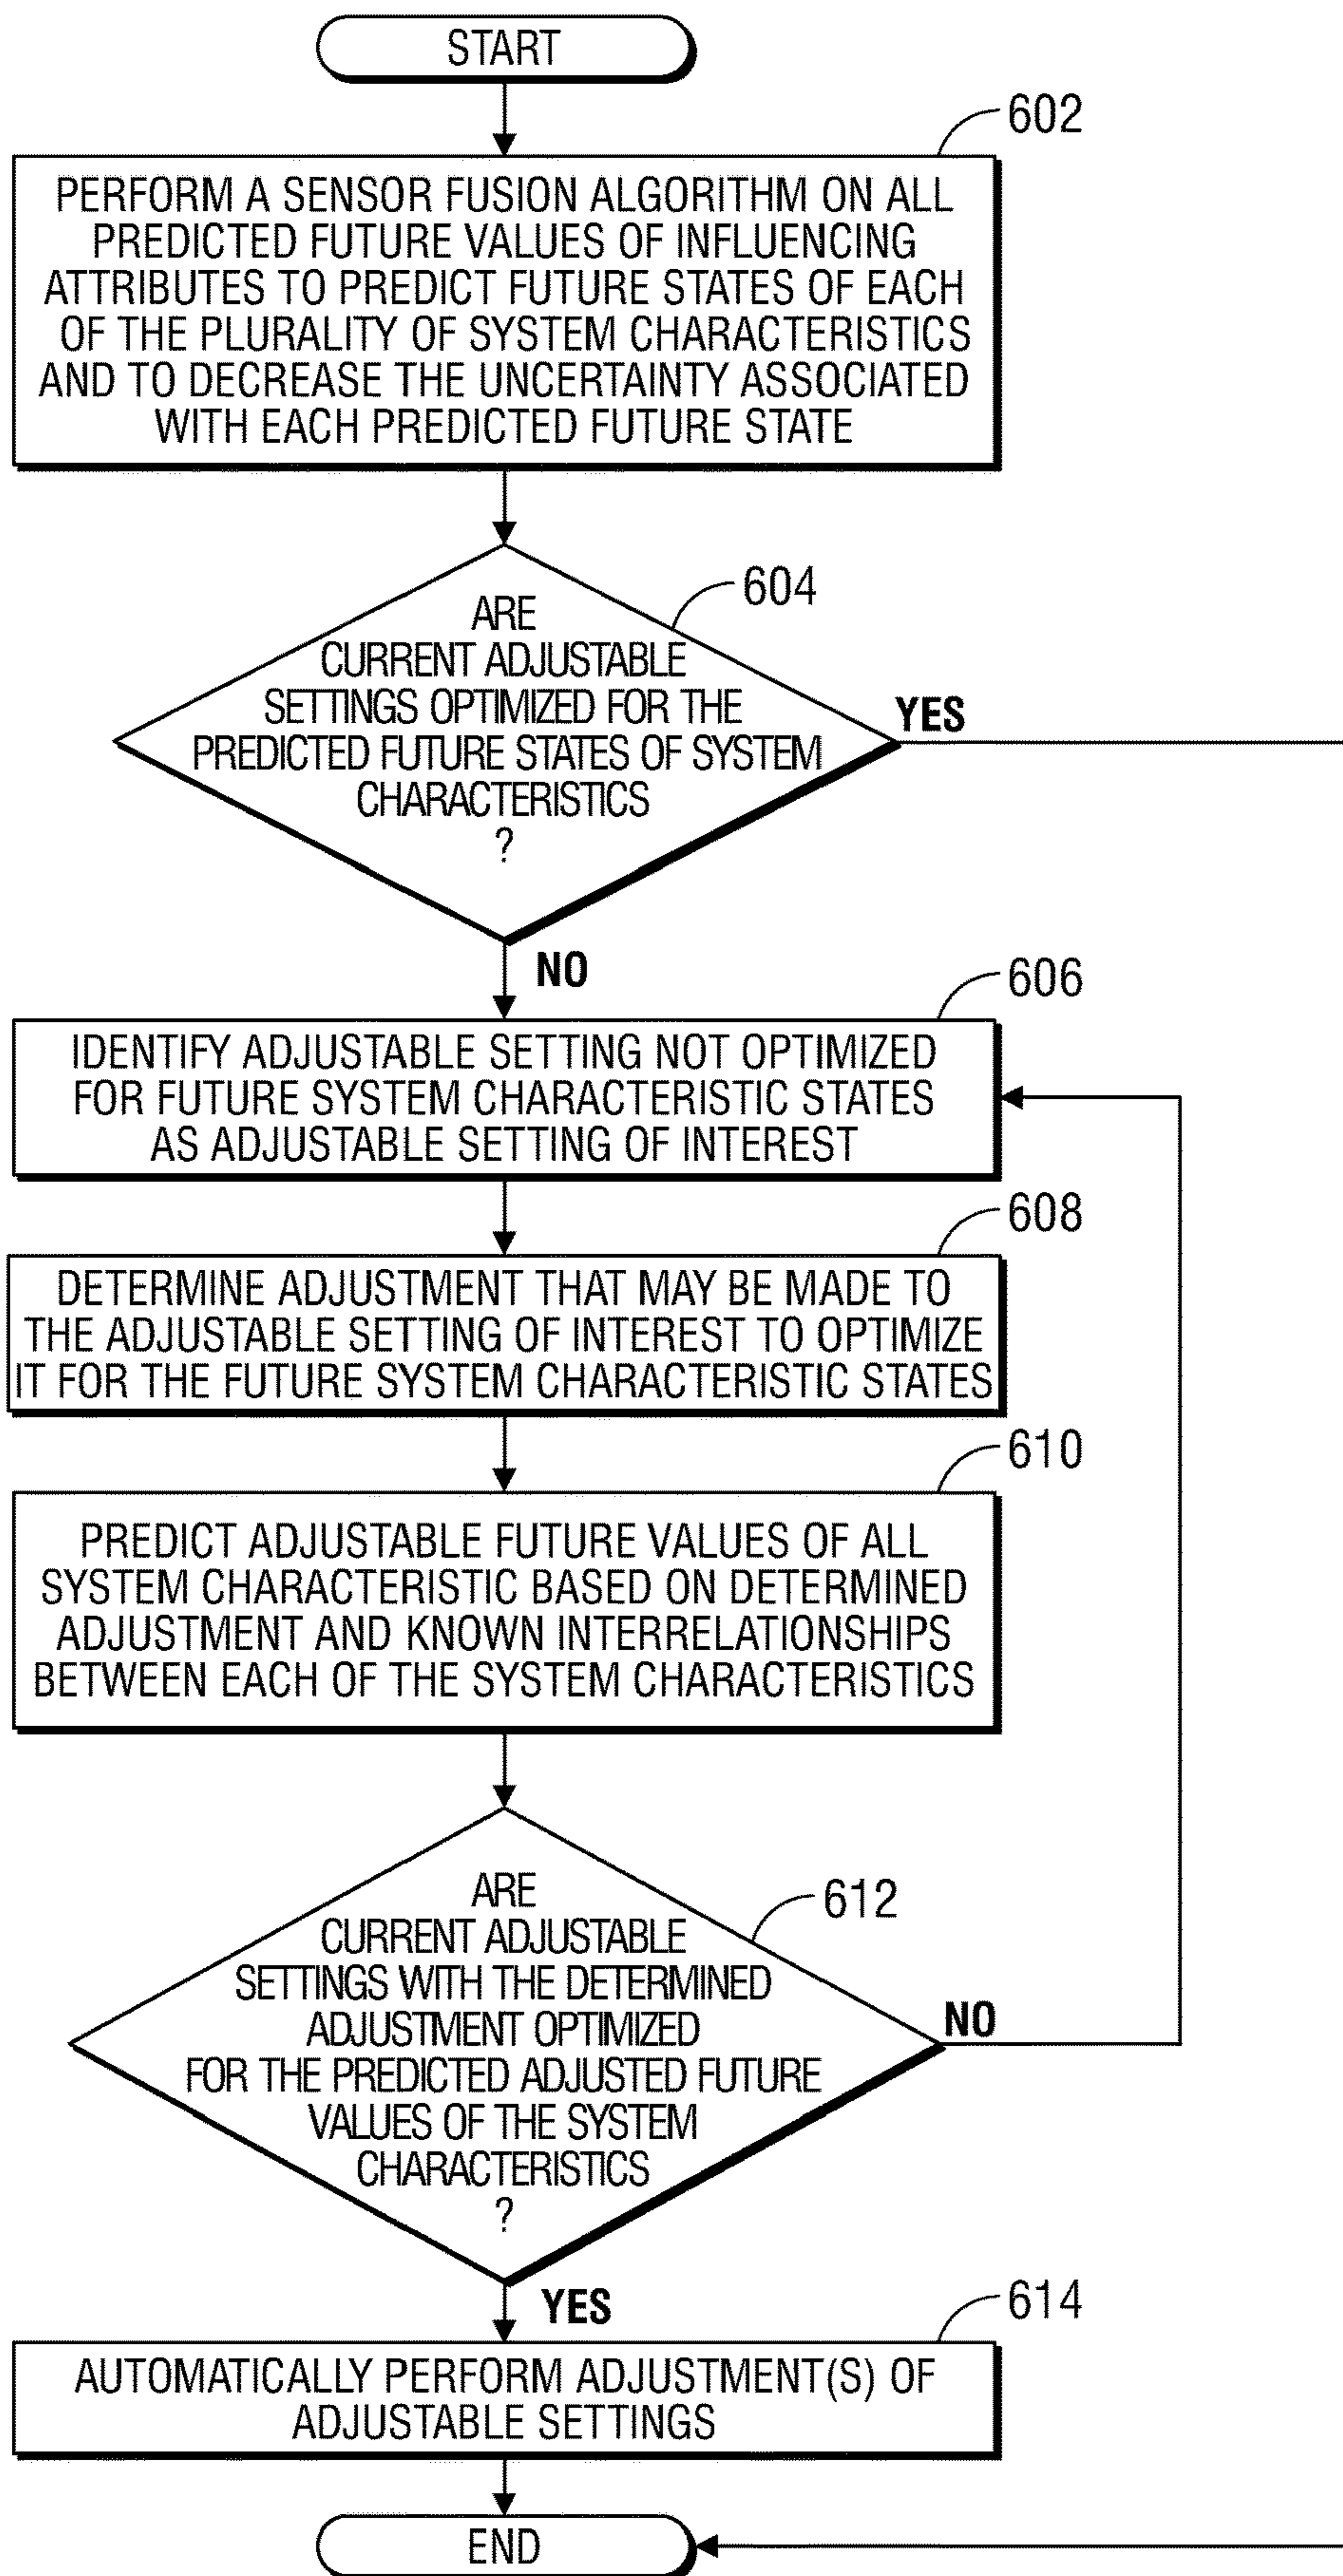 START
602
PERFORM A SENSOR FUSION ALGORITHM ON ALL
PREDICTED FUTURE VALUES OF INFLUENCING
ATTRIBUTES TO PREDICT FUTURE STATES OF EACH
OF THE PLURALITY OF SYSTEM CHARACTERISTICS
AND TO DECREASE THE UNCERTAINTY ASSOCIATED
WITH EACH PREDICTED FUTURE STATE
604
ARE
CURRENT ADJUSTABLE
SETTINGS OPTIMIZED FOR THE
PREDICTED FUTURE STATES OF SYSTEM
CHARACTERISTICS
?
YES
NO
606
IDENTIFY ADJUSTABLE SETTING NOT OPTIMIZED
FOR FUTURE SYSTEM CHARACTERISTIC STATES
AS ADJUSTABLE SETTING OF INTEREST
608
DETERMINE ADJUSTMENT THAT MAY BE MADE TO
THE ADJUSTABLE SETTING OF INTEREST TO OPTIMIZE
IT FOR THE FUTURE SYSTEM CHARACTERISTIC STATES
610
PREDICT ADJUSTABLE FUTURE VALUES OF ALL
SYSTEM CHARACTERISTIC BASED ON DETERMINED
ADJUSTMENT AND KNOWN INTERRELATIONSHIPS
BETWEEN EACH OF THE SYSTEM CHARACTERISTICS
612
ARE
CURRENT ADJUSTABLE
SETTINGS WITH THE DETERMINED
ADJUSTMENT OPTIMIZED
FOR THE PREDICTED ADJUSTED FUTURE
VALUES OF THE SYSTEM
CHARACTERISTICS
?
NO
YES
614
AUTOMATICALLY PERFORM ADJUSTMENT(S) OF
ADJUSTABLE SETTINGS
END